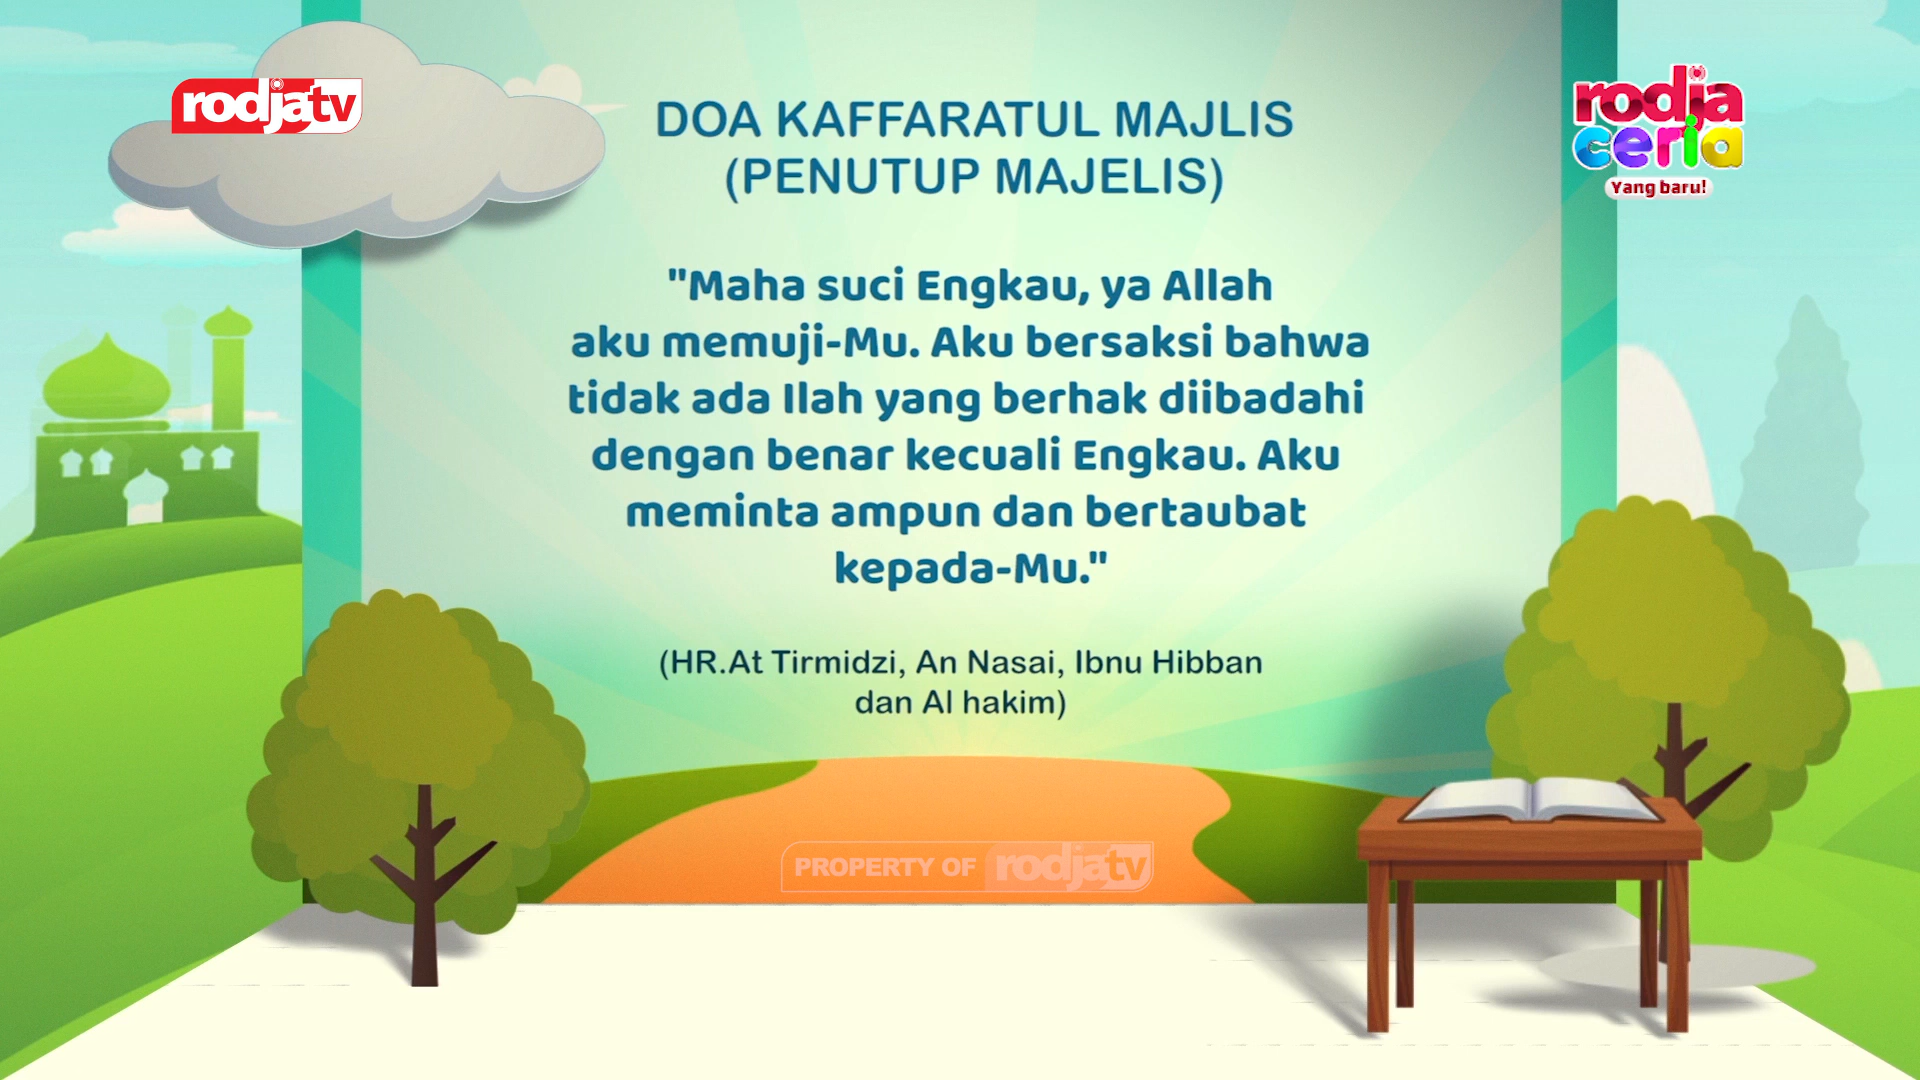 rodjatv
rodja
ceria
Yang baru!
DOA KAFFARATUL MAJLIS
(PENUTUP MAJELIS)
"Maha suci Engkau, ya Allah
aku memuji-Mu. Aku bersaksi bahwa
tidak ada Ilah yang berhak diibadahi
dengan benar kecuali Engkau. Aku
meminta ampun dan bertaubat
kepada-Mu."
(HR.At Tirmidzi, An Nasai, Ibnu Hibban
dan Al hakim)
PROPERTY OF rodjatv